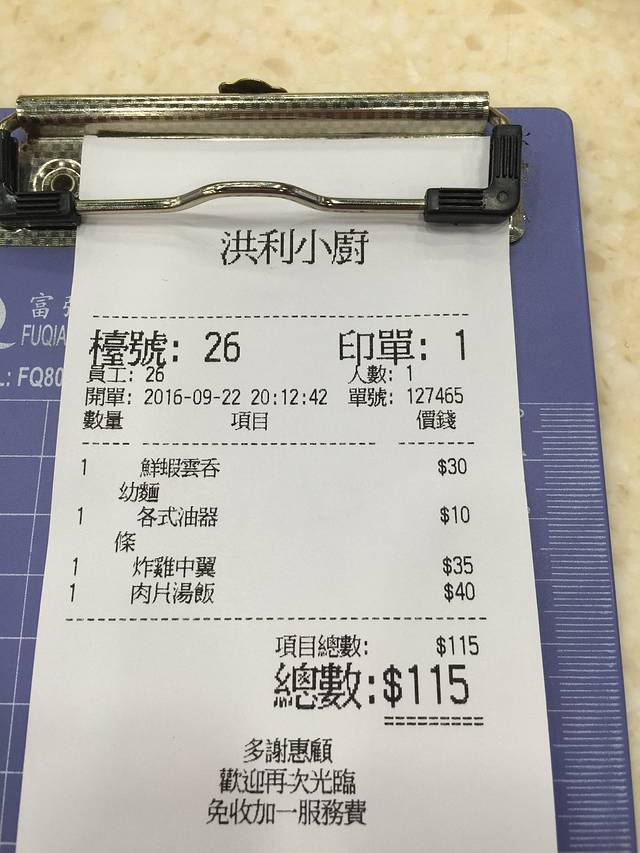 洪利小廚
富
FUQIA
L: FQ80
檯號: 26 印單: 1
員工: 26 人數: 1
開單: 2016-09-22 20:12:42 單號: 127465
數量 項目 價錢
1 鮮蝦雲吞 $30
幼麵
1 各式油器 $10
條
1 炸雞中翼 $35
1 肉片湯飯 $40
項目總數: $115
總數: $115
多謝惠顧
歡迎再次光臨
免收加一服務費